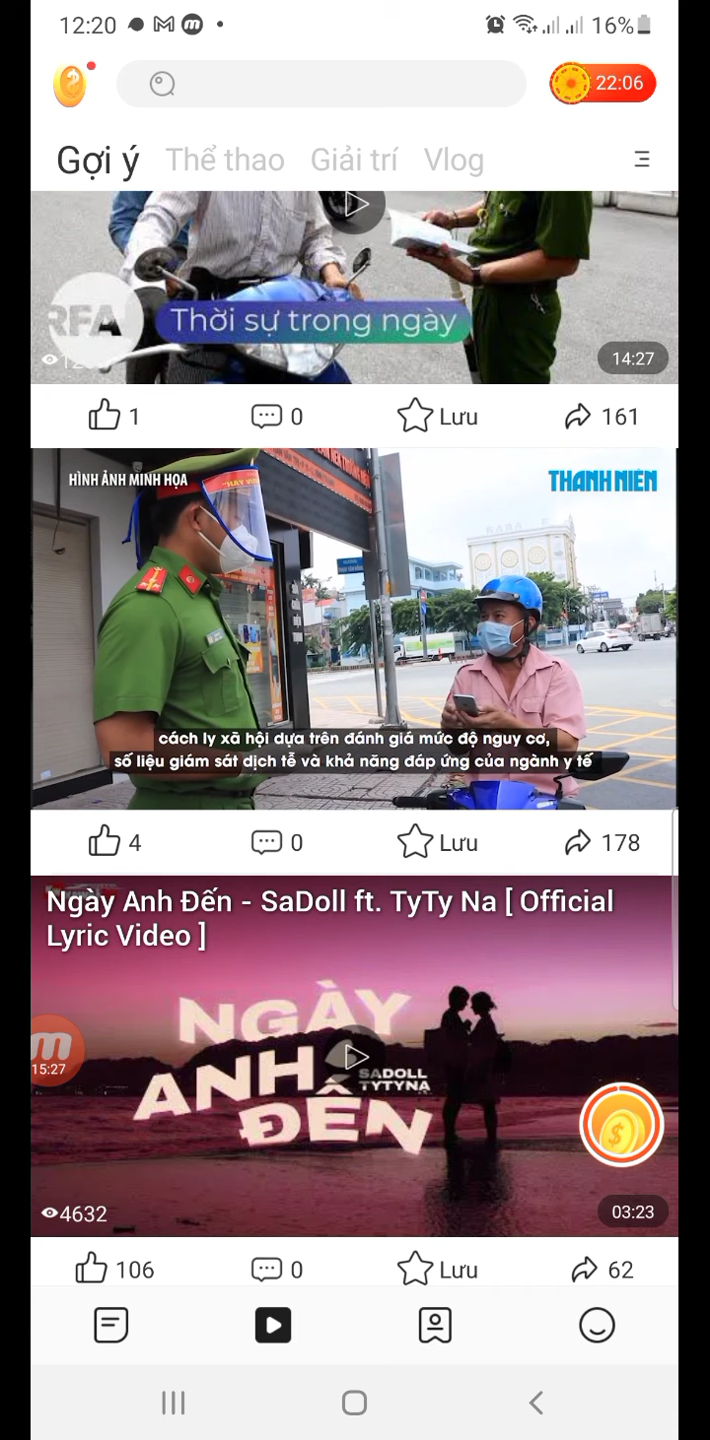 12:20
16%
22:06
Gợi ý Thể thao Giải trí Vlog
RFA
Thời sự trong ngày
14:27
1 0 Lưu 161
HÌNH ẢNH MINH HỌA
THANH NIÊN
cách ly xã hội dựa trên đánh giá mức độ nguy cơ,
số liệu giám sát dịch tễ và khả năng đáp ứng của ngành y tế
4 0 Lưu 178
Ngày Anh Đến - SaDoll ft. TyTy Na [ Official
Lyric Video ]
NGÀY
ANH
ĐẾN
SADOLL
TYTYNA
15:27
4632
03:23
106 0 Lưu 62